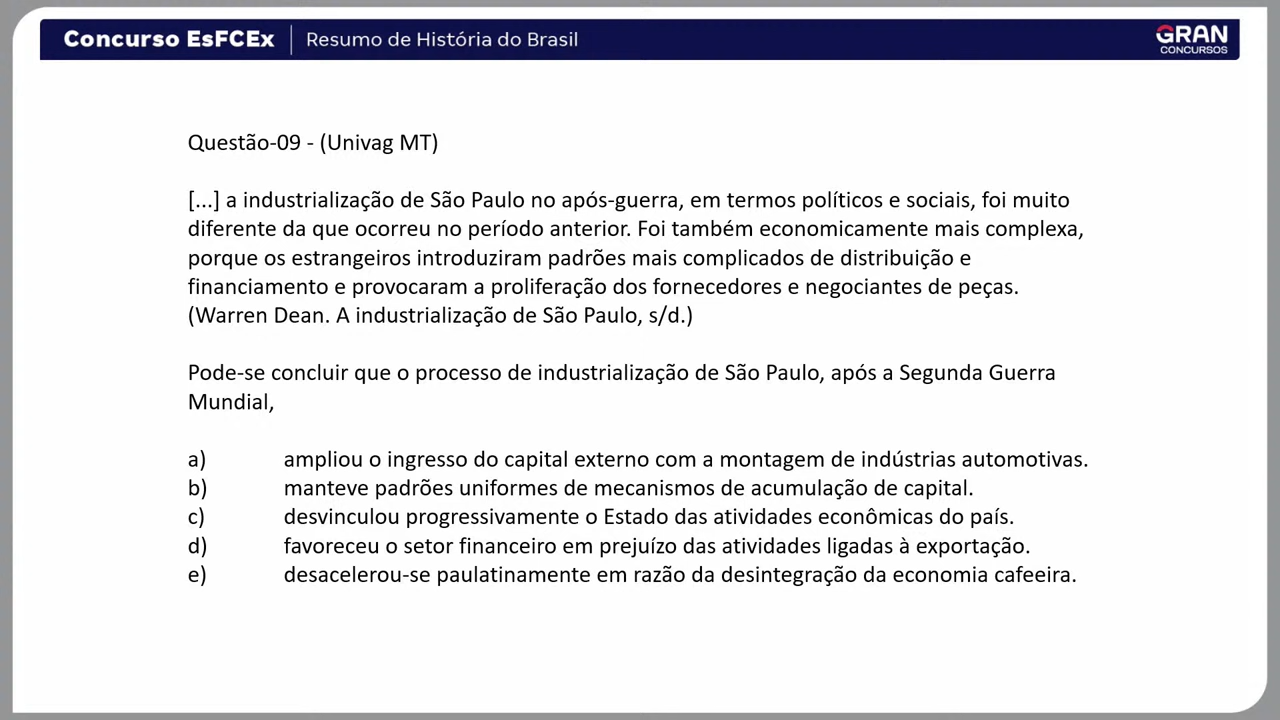 Concurso EsFCEx | Resumo de História do Brasil
GRAN
CONCURSOS
Questão-09 - (Univag MT)
[...] a industrialização de São Paulo no após-guerra, em termos políticos e sociais, foi muito
diferente da que ocorreu no período anterior. Foi também economicamente mais complexa,
porque os estrangeiros introduziram padrões mais complicados de distribuição e
financiamento e provocaram a proliferação dos fornecedores e negociantes de peças.
(Warren Dean. A industrialização de São Paulo, s/d.)
Pode-se concluir que o processo de industrialização de São Paulo, após a Segunda Guerra
Mundial,
a) ampliou o ingresso do capital externo com a montagem de indústrias automotivas.
b) manteve padrões uniformes de mecanismos de acumulação de capital.
c) desvinculou progressivamente o Estado das atividades econômicas do país.
d) favoreceu o setor financeiro em prejuízo das atividades ligadas à exportação.
e) desacelerou-se paulatinamente em razão da desintegração da economia cafeeira.